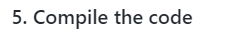 5. Compile the code